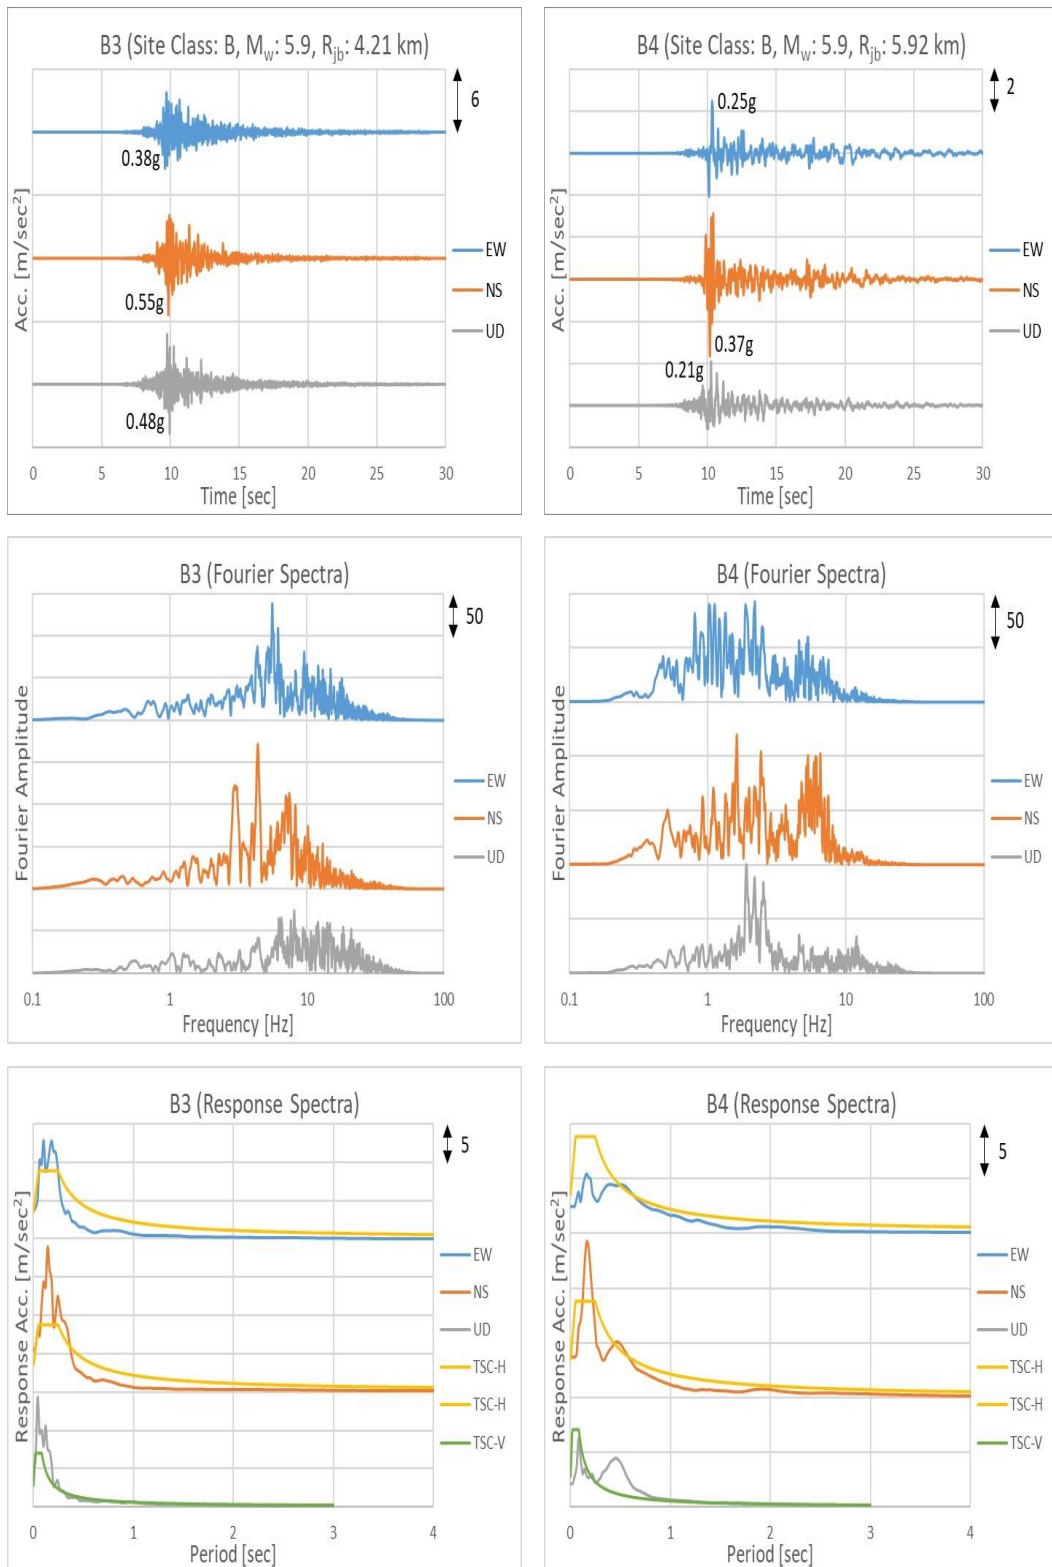 B3 (Site Class: B, Mw: 5.9, Rjb: 4.21 km)
6
0.38g
0.55g
0.48g
Acc. [m/sec²]
EW
NS
UD
0 5 10 15 20 25 30
Time [sec]
B4 (Site Class: B, Mw: 5.9, Rjb: 5.92 km)
2
0.25g
0.37g
0.21g
Acc. [m/sec²]
EW
NS
UD
0 5 10 15 20 25 30
Time [sec]
B3 (Fourier Spectra)
50
Fourier Amplitude
EW
NS
UD
0.1 1 10 100
Frequency [Hz]
B4 (Fourier Spectra)
50
Fourier Amplitude
EW
NS
UD
0.1 1 10 100
Frequency [Hz]
B3 (Response Spectra)
5
Response Acc. [m/sec²]
EW
NS
UD
TSC-H
TSC-H
TSC-V
0 1 2 3 4
Period [sec]
B4 (Response Spectra)
5
Response Acc. [m/sec²]
EW
NS
UD
TSC-H
TSC-H
TSC-V
0 1 2 3 4
Period [sec]